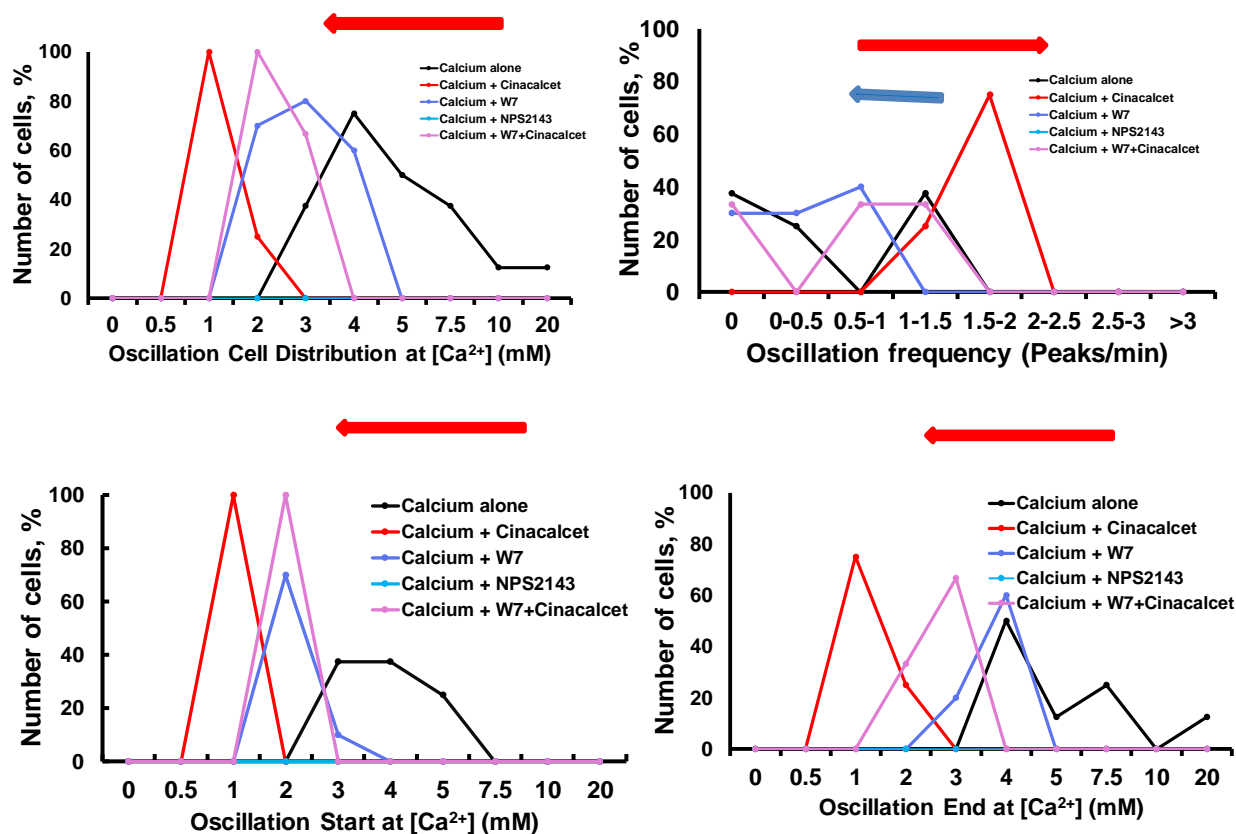 100
80
60
40
20
0
Number of cells, %
Calcium alone
Calcium + Cinacalcet
Calcium + W7
Calcium + NPS2143
Calcium + W7+Cinacalcet
0 0.5 1 2 3 4 5 7.5 10 20
Oscillation Cell Distribution at [Ca²⁺] (mM)
100
80
60
40
20
0
Number of cells, %
Calcium alone
Calcium + Cinacalcet
Calcium + W7
Calcium + NPS2143
Calcium + W7+Cinacalcet
0 0-0.5 0.5-1 1-1.5 1.5-2 2-2.5 2.5-3 >3
Oscillation frequency (Peaks/min)
100
80
60
40
20
0
Number of cells, %
Calcium alone
Calcium + Cinacalcet
Calcium + W7
Calcium + NPS2143
Calcium + W7+Cinacalcet
0 0.5 1 2 3 4 5 7.5 10 20
Oscillation Start at [Ca²⁺] (mM)
100
80
60
40
20
0
Number of cells, %
Calcium alone
Calcium + Cinacalcet
Calcium + W7
Calcium + NPS2143
Calcium + W7+Cinacalcet
0 0.5 1 2 3 4 5 7.5 10 20
Oscillation End at [Ca²⁺] (mM)